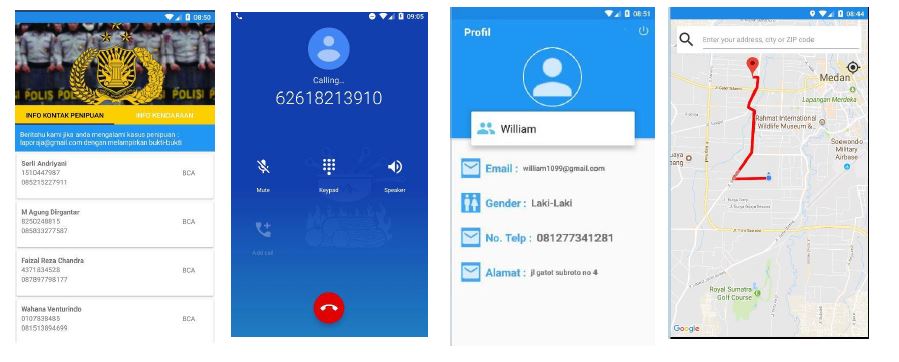 08:50
POLIS
POLIS
INFO KONTAK PENIPUAN
INFO KENDARAAN
Beritahu kami jika anda mengalami kasus penipuan :
laporaja@gmail.com dengan melampirkan bukti-bukti
Serli Andriyani
1510447987
BCA
085215227911
M Agung Dirgantar
8250248815
BCA
085833277587
Faizal Reza Chandra
4371834528
BCA
087897798177
Wahana Venturindo
0107838485
BCA
081513894699
09:05
Calling...
62618213910
Mute
Keypad
Speaker
Add call
08:51
Profil
William
Email : william1099@gmail.com
Gender : Laki-Laki
No. Telp : 081277341281
Alamat : jl gatot subroto no 4
08:44
Enter your address, city or ZIP code
Medan
Lapangan Merdeka
Rahmat International
Wildlife Museum &...
Soewondo
Military
Airbase
Royal Sumatra
Golf Course
Google